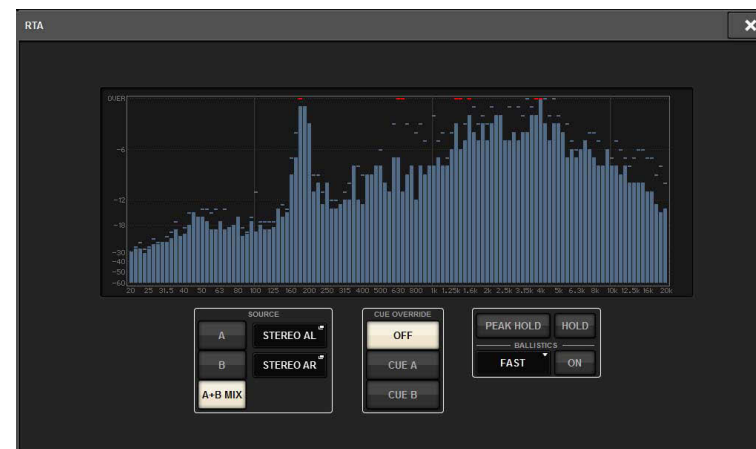 RTA
OVER
-6
-12
-18
-30
-40
-50
-60
20 25 31.5 40 50 63 80 100 125 160 200 250 315 400 500 630 800 1k 1.25k 1.6k 2k 2.5k 3.15k 4k 5k 6.3k 8k 10k 12.5k 16k 20k
SOURCE
A STEREO AL
B STEREO AR
A+B MIX
CUE OVERRIDE
OFF
CUE A
CUE B
PEAK HOLD HOLD
BALLISTICS
FAST ON